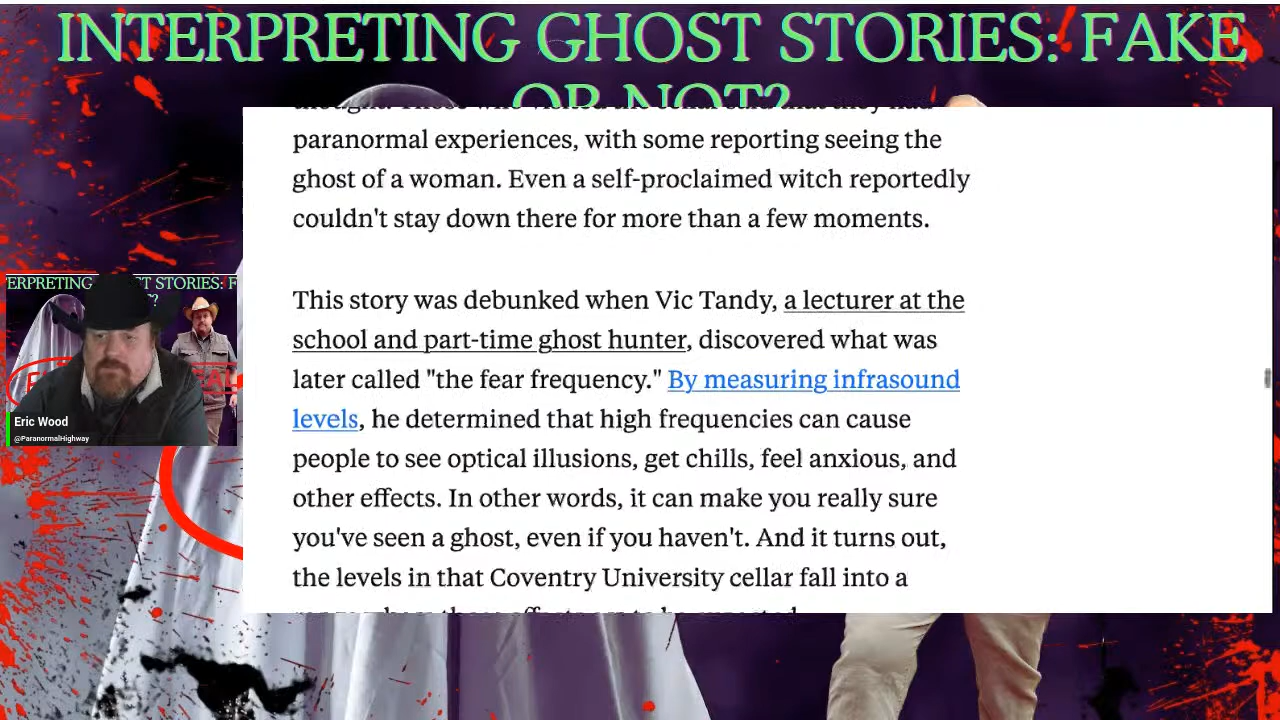 INTERPRETING GHOST STORIES: FAKE
OR NOT?
paranormal experiences, with some reporting seeing the
ghost of a woman. Even a self-proclaimed witch reportedly
couldn't stay down there for more than a few moments.
This story was debunked when Vic Tandy, a lecturer at the
school and part-time ghost hunter, discovered what was
later called "the fear frequency." By measuring infrasound
levels, he determined that high frequencies can cause
people to see optical illusions, get chills, feel anxious, and
other effects. In other words, it can make you really sure
you've seen a ghost, even if you haven't. And it turns out,
the levels in that Coventry University cellar fall into a
ERPRETING
ST STORIES: F
Eric Wood
@ParanormalHighway